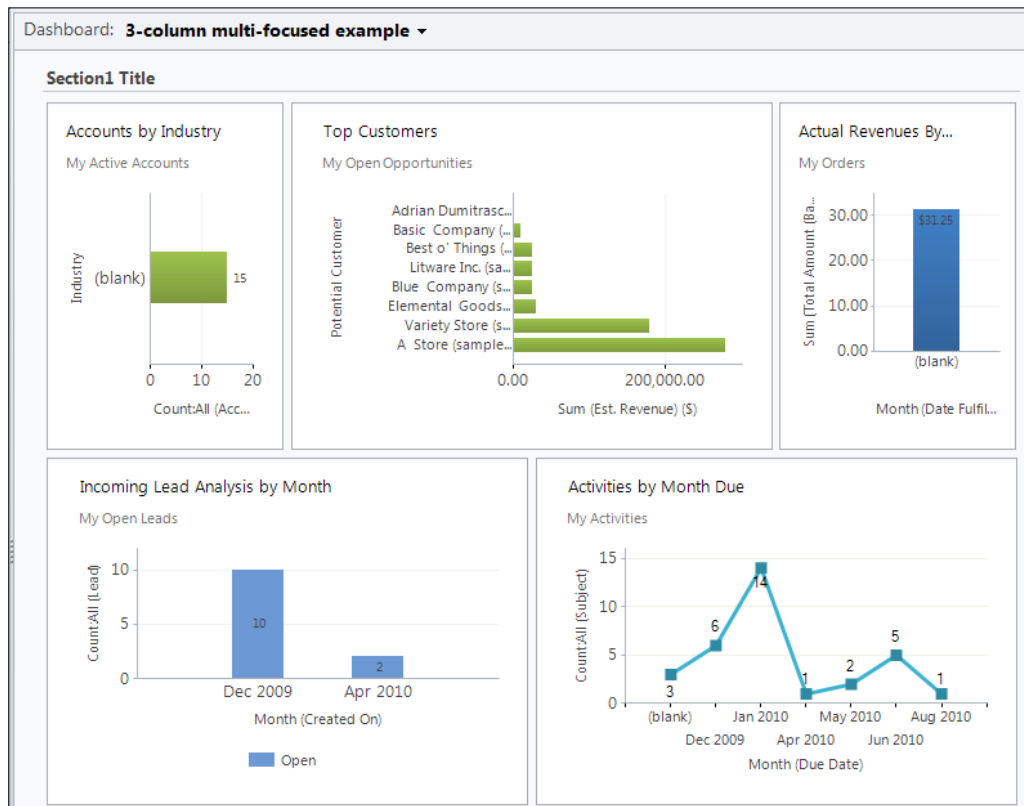 Dashboard: 3-column multi-focused example
Section1 Title
Accounts by Industry
My Active Accounts
Industry
(blank)
15
0 10 20
Count:All (Acc...
Top Customers
My Open Opportunities
Potential Customer
Adrian Dumitrasc...
Basic Company (...
Best o' Things (...
Litware Inc. (sa...
Blue Company (s...
Elemental Goods...
Variety Store (s...
A Store (sample...
0.00 200,000.00
Sum (Est. Revenue) ($)
Actual Revenues By...
My Orders
Sum (Total Amount (Ba...
30.00
20.00
10.00
0.00
$31.25
(blank)
Month (Date Fulfil...
Incoming Lead Analysis by Month
My Open Leads
Count:All (Lead)
10
5
0
10
2
Dec 2009 Apr 2010
Month (Created On)
Open
Activities by Month Due
My Activities
Count:All (Subject)
15
10
5
0
3
6
14
1
2
5
1
(blank) Jan 2010 May 2010 Aug 2010
Dec 2009 Apr 2010 Jun 2010
Month (Due Date)